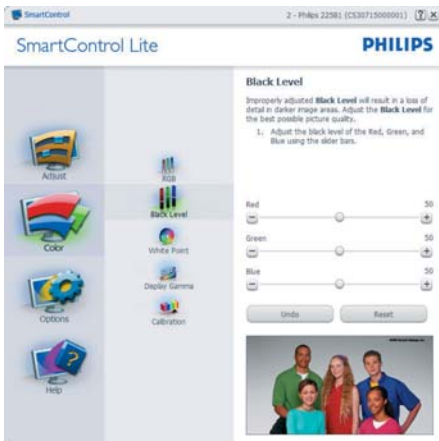 SmartControl
2 - Philips 225B1 (CS30715000001)
SmartControl Lite
PHILIPS
Adjust
Color
Options
Help
RGB
Black Level
White Point
Display Gamma
Calibration
Black Level
Improperly adjusted Black Level will result in a loss of
detail in darker image areas. Adjust the Black Level for
the best possible picture quality.
1. Adjust the black level of the Red, Green, and
Blue using the slider bars.
Red 50
Green 50
Blue 50
Undo
Reset